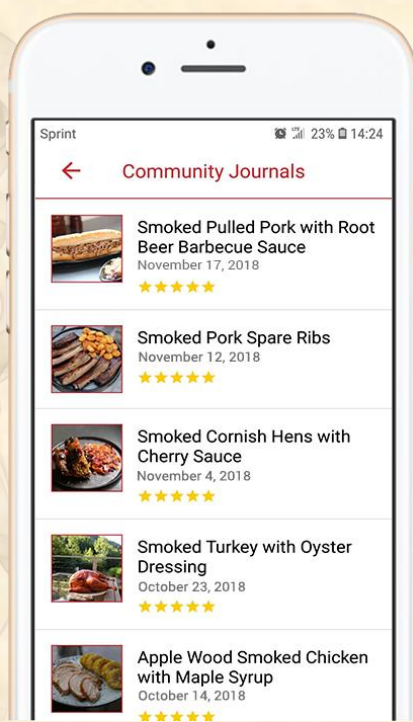 Sprint 23% 14:24
Community Journals
Smoked Pulled Pork with Root
Beer Barbecue Sauce
November 17, 2018
Smoked Pork Spare Ribs
November 12, 2018
Smoked Cornish Hens with
Cherry Sauce
November 4, 2018
Smoked Turkey with Oyster
Dressing
October 23, 2018
Apple Wood Smoked Chicken
with Maple Syrup
October 14, 2018